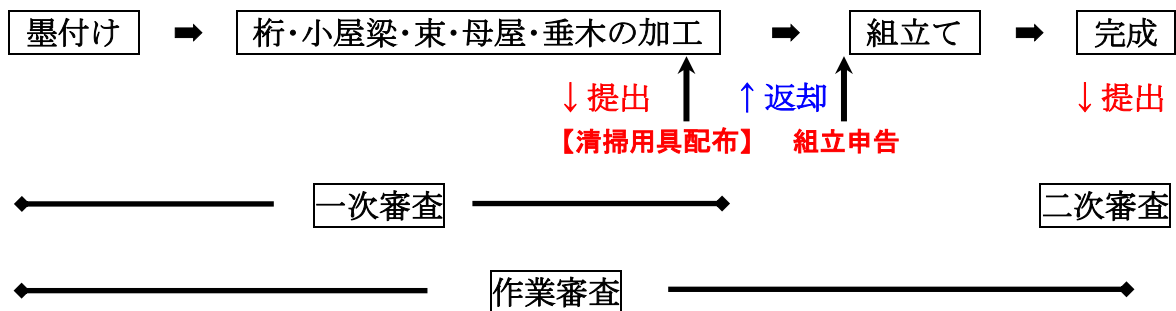 墨付け ➡ 桁・小屋梁・束・母屋・垂木の加工 ➡ 組立て ➡ 完成
↓提出 ↑返却 ↓提出
【清掃用具配布】 組立申告
一次審査 二次審査
作業審査